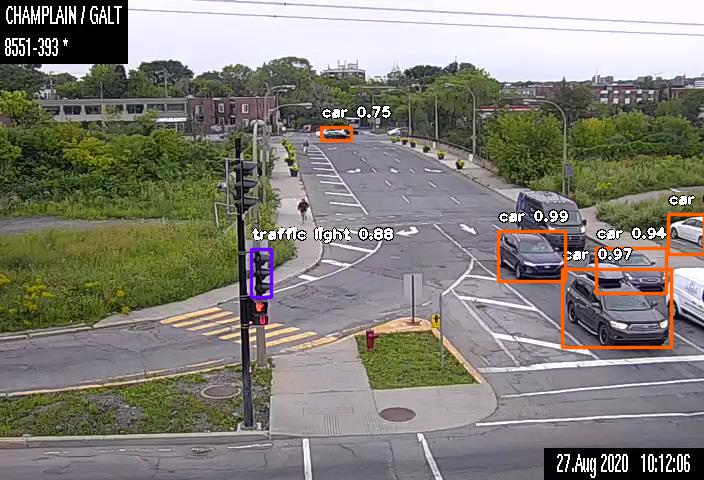 CHAMPLAIN / GALT
8551-393 *
car 0.75
traffic light 0.88
car 0.99
car 0.94
car 0.97
car
27.Aug 2020 10:12:06